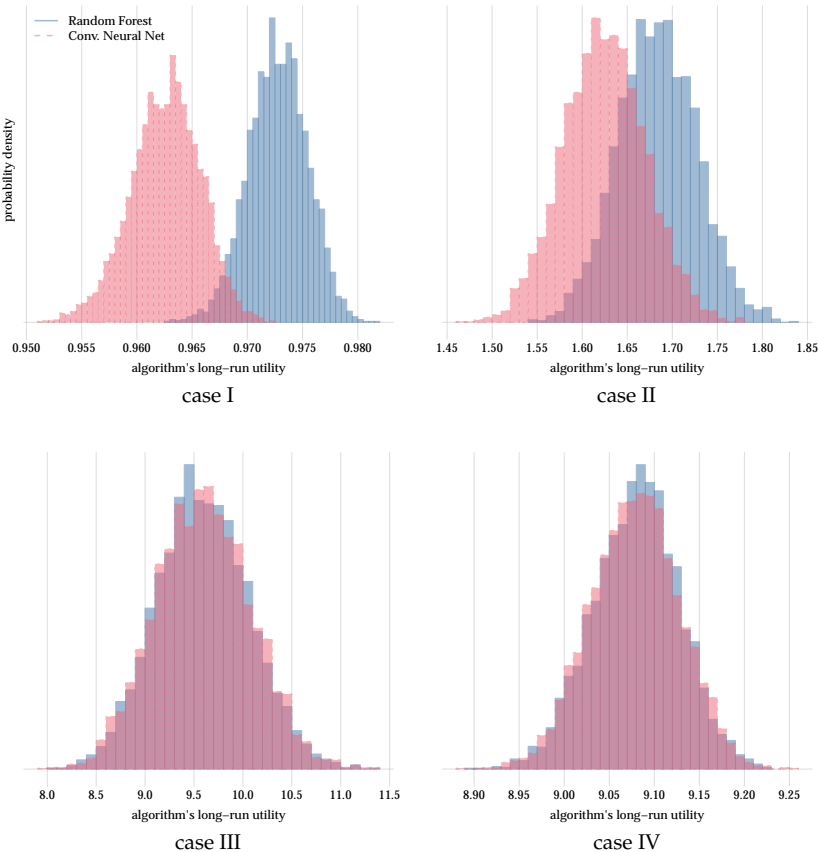 Random Forest
Conv. Neural Net
probability density
0.950 0.955 0.960 0.965 0.970 0.975 0.980
algorithm's long−run utility
case I
1.45 1.50 1.55 1.60 1.65 1.70 1.75 1.80 1.85
algorithm's long−run utility
case II
8.0 8.5 9.0 9.5 10.0 10.5 11.0 11.5
algorithm's long−run utility
case III
8.90 8.95 9.00 9.05 9.10 9.15 9.20 9.25
algorithm's long−run utility
case IV